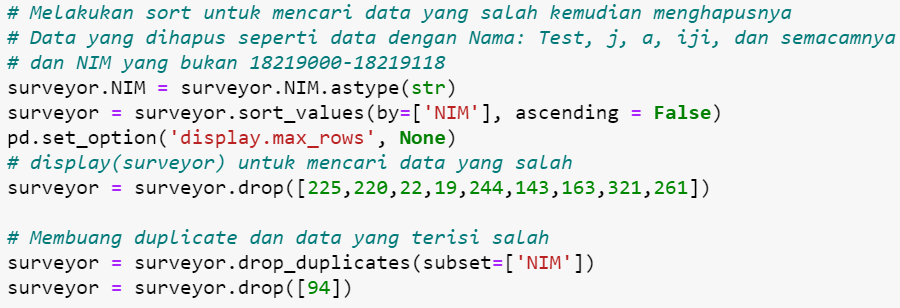 # Melakukan sort untuk mencari data yang salah kemudian menghapusnya
# Data yang dihapus seperti data dengan Nama: Test, j, a, iji, dan semacamnya
# dan NIM yang bukan 18219000-18219118
surveyor.NIM = surveyor.NIM.astype(str)
surveyor = surveyor.sort_values(by=['NIM'], ascending = False)
pd.set_option('display.max_rows', None)
# display(surveyor) untuk mencari data yang salah
surveyor = surveyor.drop([225,220,22,19,244,143,163,321,261])
# Membuang duplicate dan data yang terisi salah
surveyor = surveyor.drop_duplicates(subset=['NIM'])
surveyor = surveyor.drop([94])